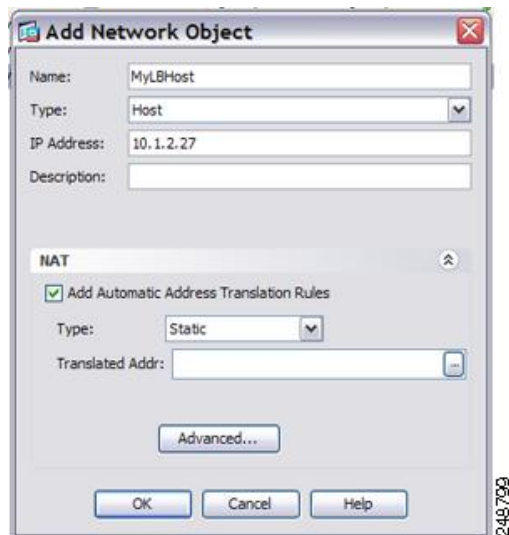 Add Network Object
Name: MyLBHost
Type: Host
IP Address: 10.1.2.27
Description:
NAT
Add Automatic Address Translation Rules
Type: Static
Translated Addr: ...
Advanced...
OK Cancel Help
248799